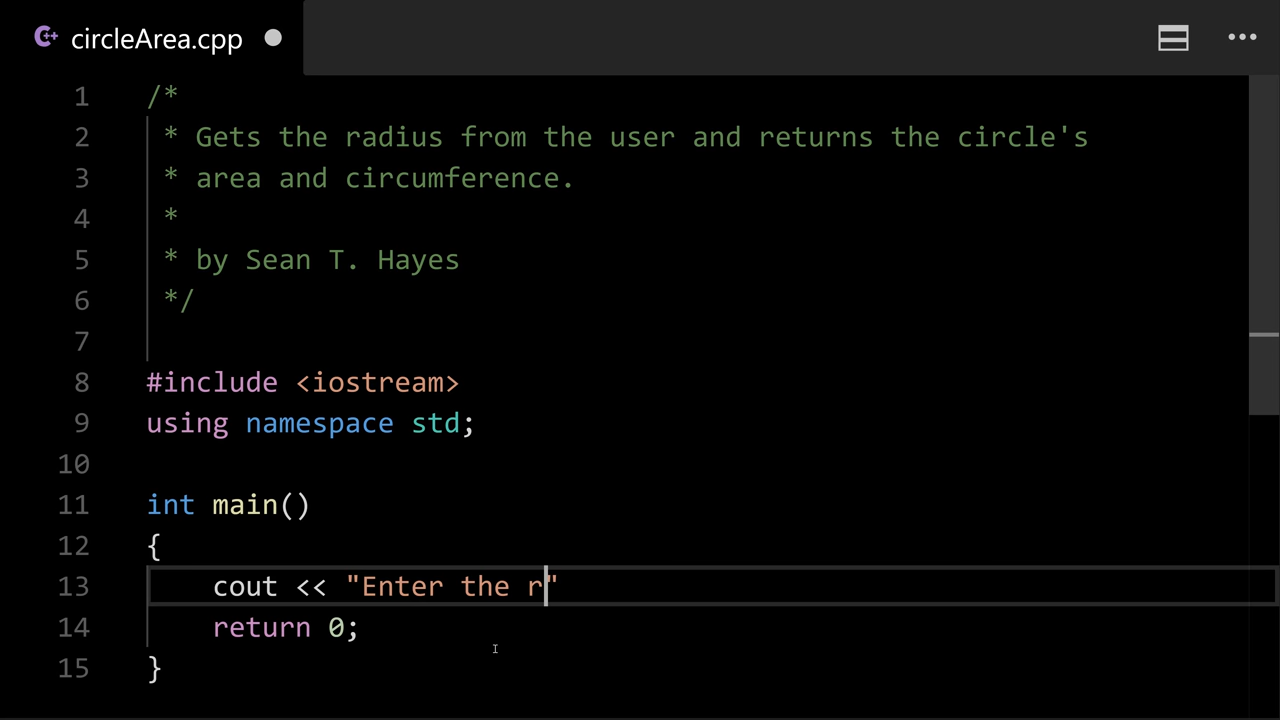 circleArea.cpp
1 /*
2 * Gets the radius from the user and returns the circle's
3 * area and circumference.
4 *
5 * by Sean T. Hayes
6 */
7
8 #include <iostream>
9 using namespace std;
10
11 int main()
12 {
13 cout << "Enter the r"
14 return 0;
15 }